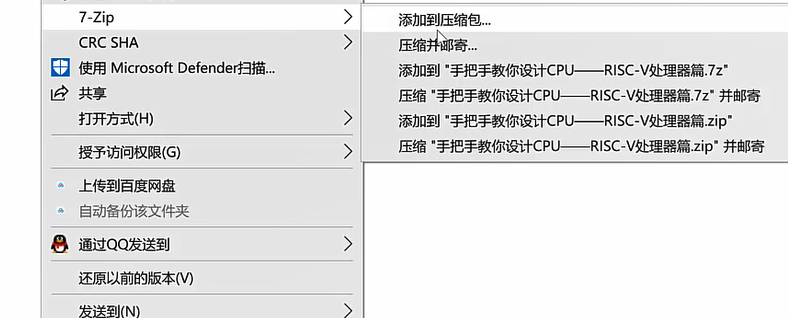 7-Zip
CRC SHA
使用 Microsoft Defender扫描...
共享
打开方式(H)
授予访问权限(G)
上传到百度网盘
自动备份该文件夹
通过QQ发送到
还原以前的版本(V)
发送到(N)
添加到压缩包...
压缩并邮寄...
添加到 "手把手教你设计CPU——RISC-V处理器篇.7z"
压缩 "手把手教你设计CPU——RISC-V处理器篇.7z" 并邮寄
添加到 "手把手教你设计CPU——RISC-V处理器篇.zip"
压缩 "手把手教你设计CPU——RISC-V处理器篇.zip" 并邮寄